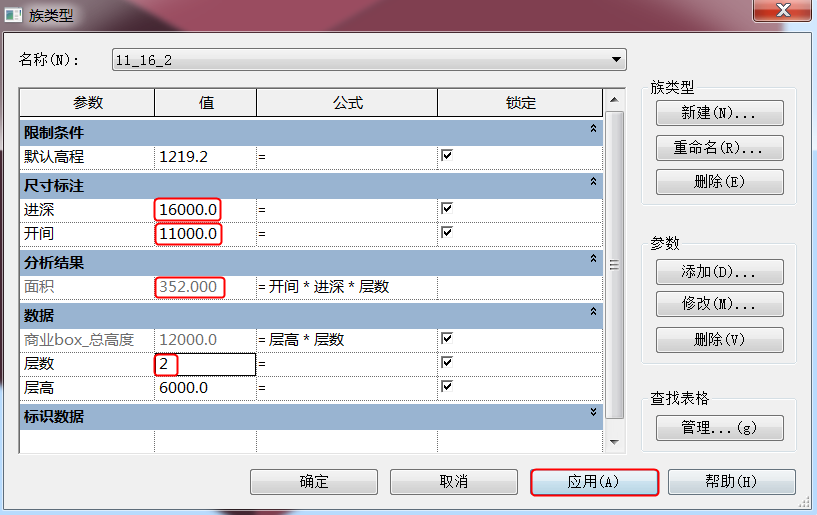 族类型
名称(N): 11_16_2
参数 值 公式 锁定
限制条件
默认高程 1219.2 =
尺寸标注
进深 16000.0 =
开间 11000.0 =
分析结果
面积 352.000 = 开间 * 进深 * 层数
数据
商业box_总高度 12000.0 = 层高 * 层数
层数 2 =
层高 6000.0 =
标识数据
族类型
新建(N)...
重命名(R)...
删除(E)
参数
添加(D)...
修改(M)...
删除(V)
查找表格
管理...(g)
确定 取消 应用(A) 帮助(H)